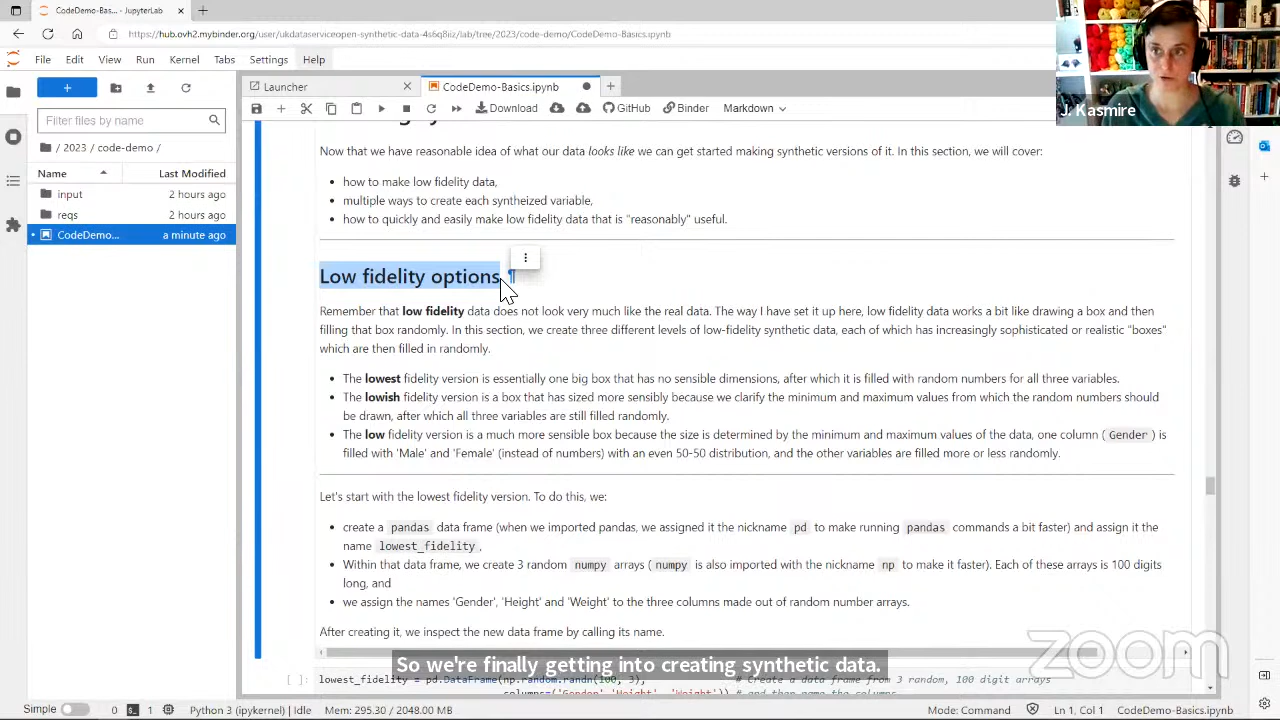 CodeDemo-Basics.ipynb - JupyterLab
https://hub.ovh2.mybinder.org/user/ukdataserviceopen-synthetic-data-4s6q8iiz/lab/tree/2023/code-demo/CodeDemo-Basics.ipynb
File Edit View Run Kernel Tabs Settings Help
J. Kasmire
Launcher
CodeDemo-Basics.ipynb
Download GitHub Binder Markdown
Filter files by name
/ 2023 / code-demo /
Name Last Modified
input 2 hours ago
reqs 2 hours ago
CodeDemo... a minute ago
Now that we have reasonable idea of what our data looks like we can get started making synthetic versions of it. In this section, we will cover:
how to make low fidelity data,
multiple ways to create each syntheized variable,
how to quickly and easily make low fidelity data that is "reasonably" useful.
Low fidelity options ¶
Remember that low fidelity data does not look very much like the real data. The way I have set it up here, low fidelity data works a bit like drawing a box and then
filling that box randomly. In this section, we create three different levels of low-fidelity synthetic data, each of which has increasingly sophisticated or realistic "boxes"
which are then filled in randomly.
The lowest fidelity version is essentially one big box that has no sensible dimensions, after which it is filled with random numbers for all three variables.
The lowish fidelity version is a box that has sized more sensibly because we clarify the minimum and maximum values from which the random numbers should
be drawn, after which all three variables are still filled randomly.
The low fidelity version is a much more sensible box because the size is determined by the minimum and maximum values of the data, one column ( Gender ) is
filled with 'Male' and 'Female' (instead of numbers) with an even 50-50 distribution, and the other variables are filled more or less randomly.
Let's start with the lowest fidelity version. To do this, we:
create a pandas data frame (when we imported pandas, we assigned it the nickname pd to make running pandas commands a bit faster) and assign it the
name lowest_fidelity ,
Within that data frame, we create 3 random numpy arrays ( numpy is also imported with the nickname np to make it faster). Each of these arrays is 100 digits
long, and
we assign the names 'Gender', 'Height' and 'Weight' to the three columns made out of random number arrays.
After creating it, we inspect the new data frame by calling its name.
zoom
So we're finally getting into creating synthetic data.
[ ]: lowest_fidelity = pd.DataFrame(np.random.randn(100, 3), # Create a data frame from 3 random, 100 digit arrays
Simple 0 1 Python 3 (ipykernel) | Idle Mem: 295.30 / 2048.00 MB Mode: Command Ln 1, Col 1 CodeDemo-Basics.ipynb